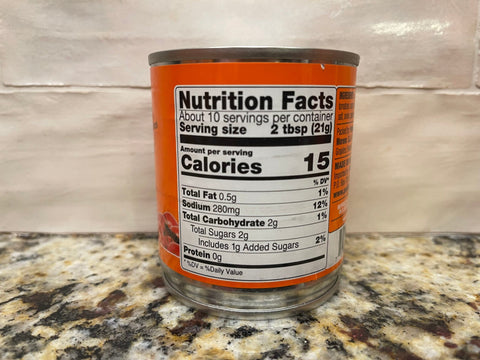 Nutrition Facts
About 10 servings per container
Serving size 2 tbsp (21g)
Amount per serving
Calories 15
% DV*
Total Fat 0.5g 1%
Sodium 280mg 12%
Total Carbohydrate 2g 1%
Total Sugars 2g
Includes 1g Added Sugars 2%
Protein 0g
* %DV = %Daily Value